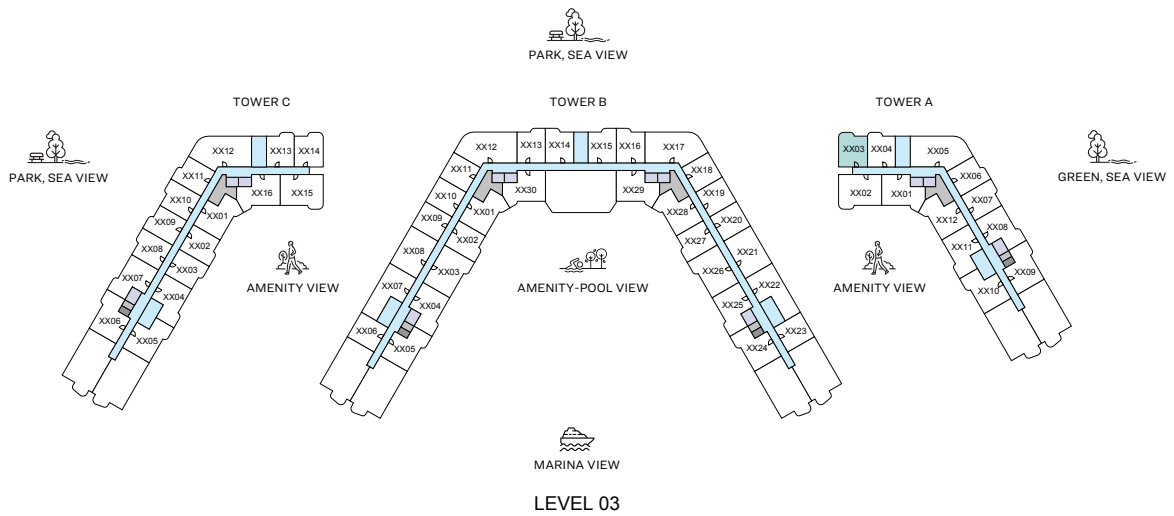 PARK, SEA VIEW
TOWER C
TOWER B
TOWER A
PARK, SEA VIEW
GREEN, SEA VIEW
XX12
XX13
XX14
XX11
XX10
XX09
XX08
XX07
XX06
XX01
XX16
XX15
XX02
XX03
XX04
XX05
XX12
XX13
XX14
XX15
XX16
XX17
XX11
XX10
XX09
XX08
XX07
XX06
XX30
XX01
XX02
XX03
XX04
XX05
XX29
XX28
XX27
XX26
XX25
XX24
XX18
XX19
XX20
XX21
XX22
XX23
XX03
XX04
XX05
XX02
XX01
XX06
XX07
XX08
XX09
XX12
XX11
XX10
AMENITY VIEW
AMENITY-POOL VIEW
AMENITY VIEW
MARINA VIEW
LEVEL 03